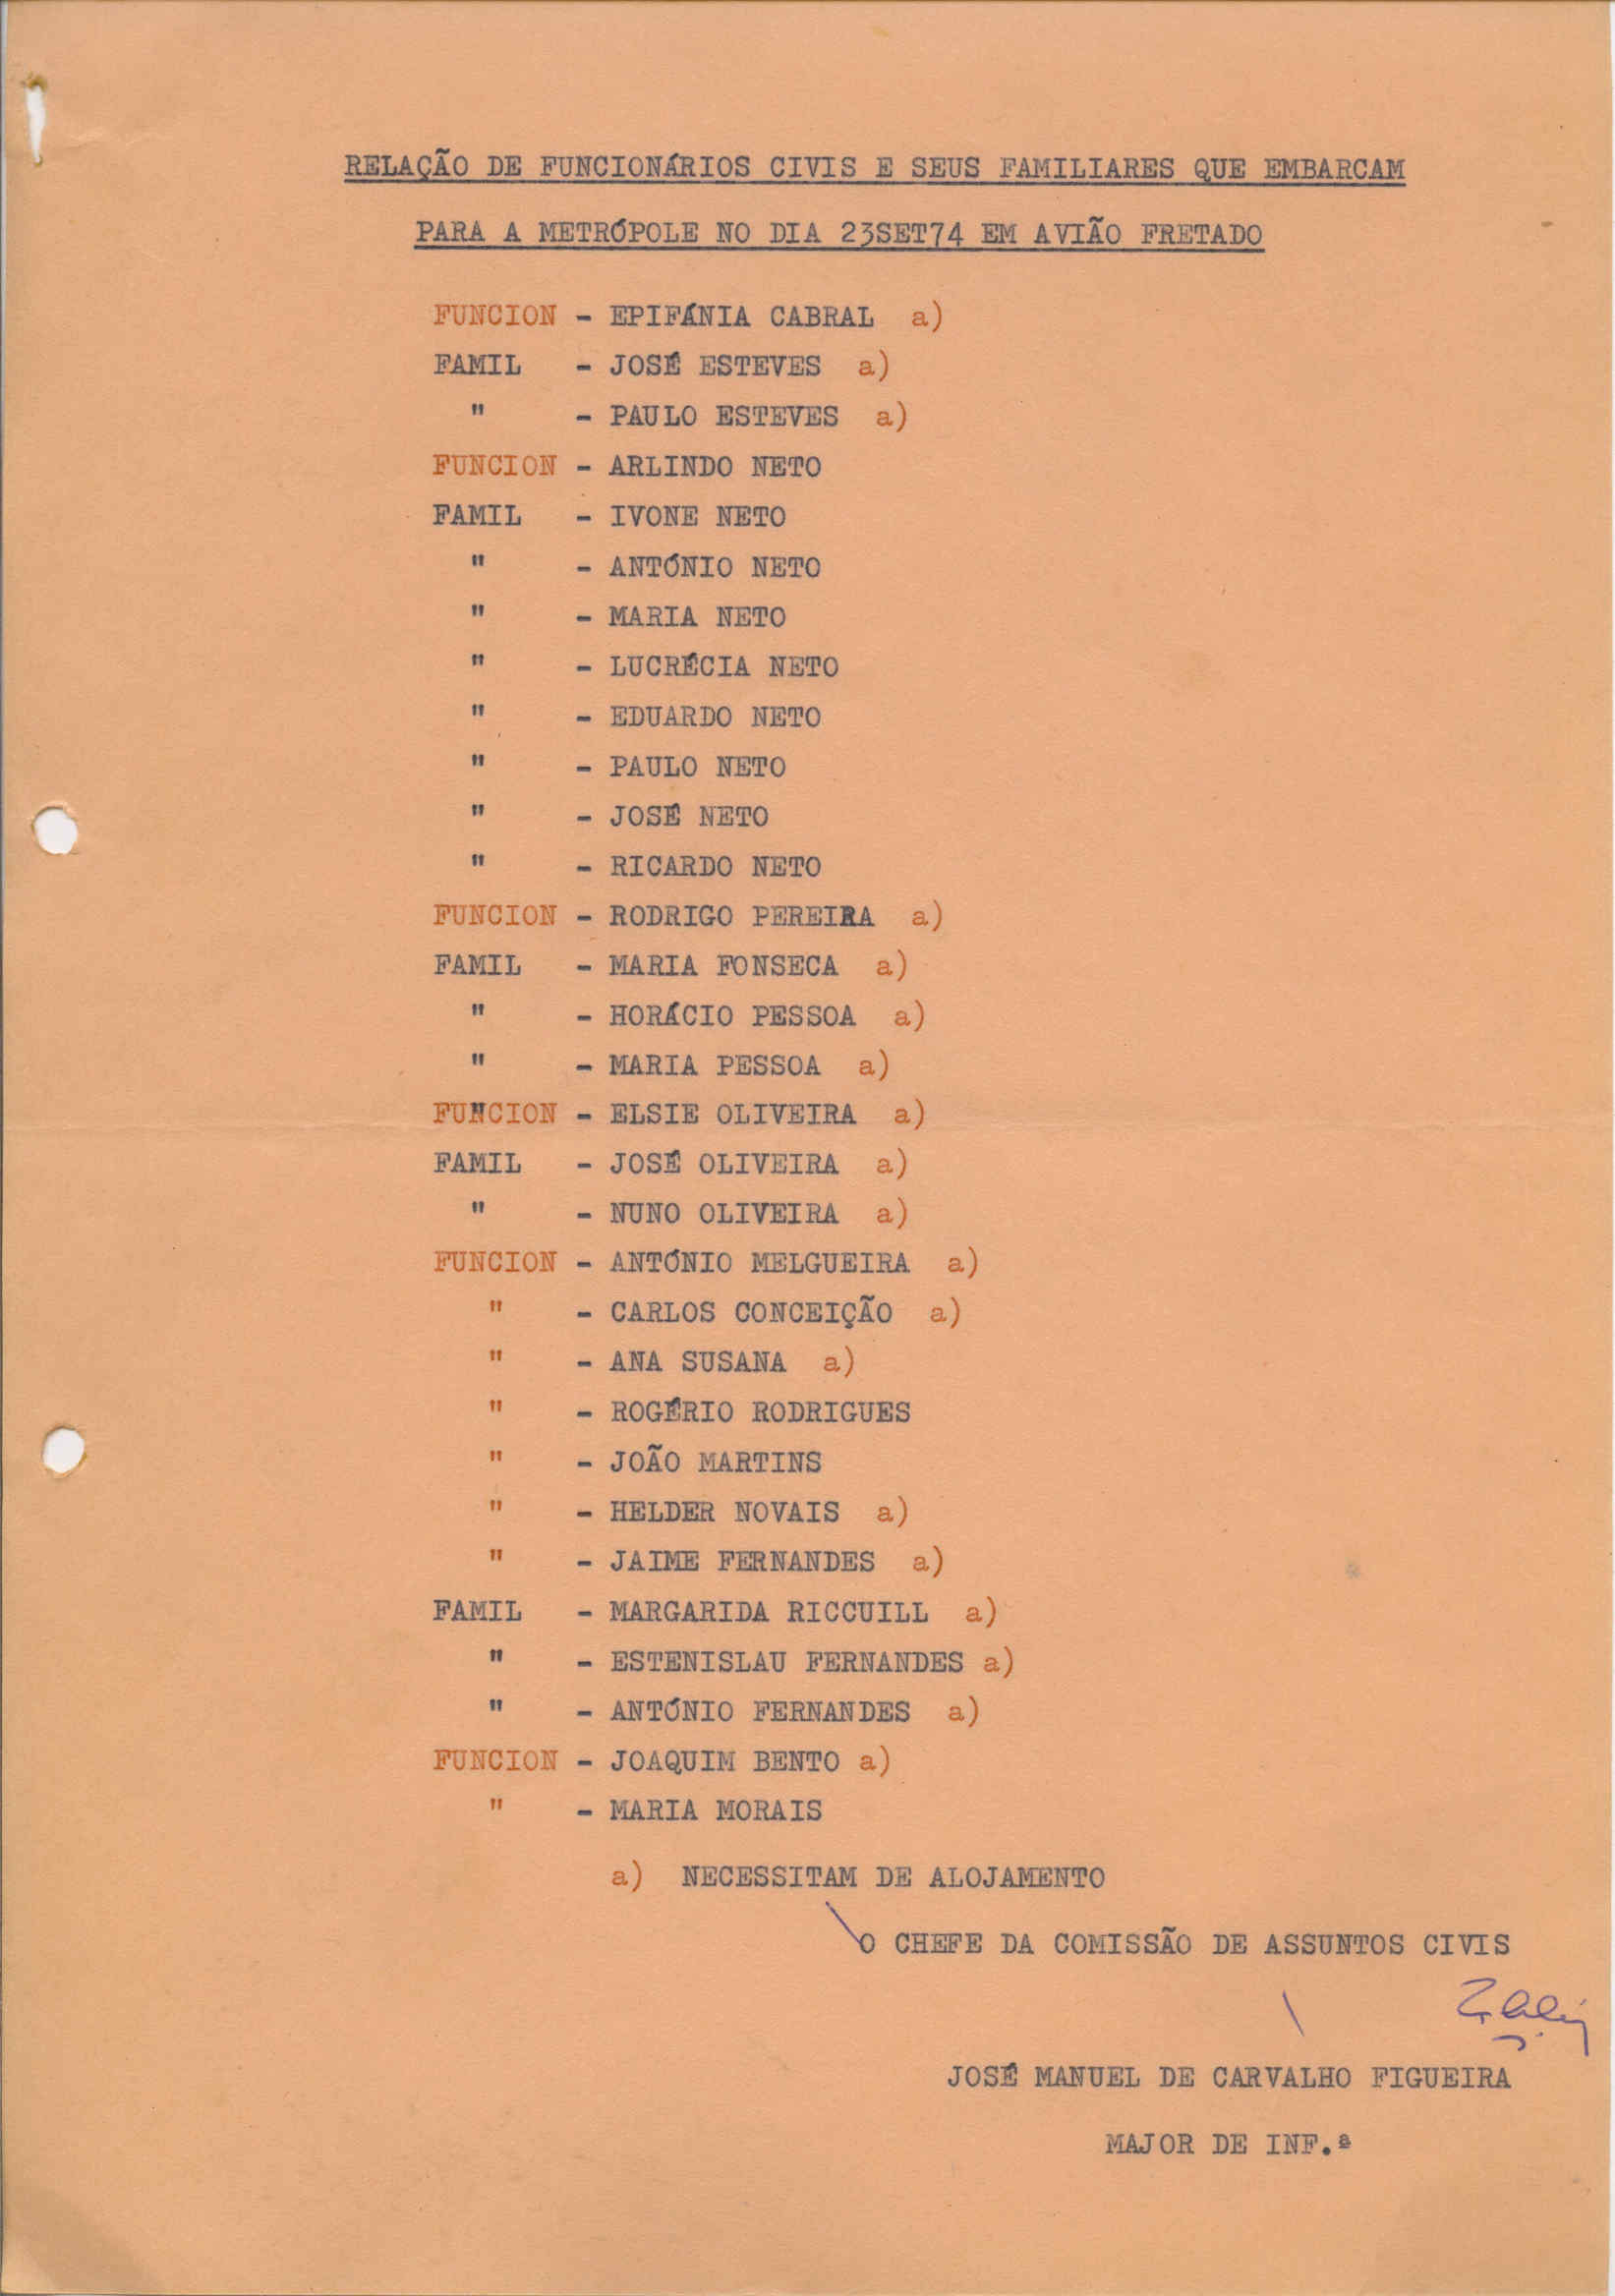 RELAÇÃO DE FUNCIONÁRIOS CIVIS E SEUS FAMILIARES QUE EMBARCAM
PARA A METRÓPOLE NO DIA 23SET74 EM AVIÃO FRETADO
FUNCION - EPIFÁNIA CABRAL a)
FAMIL - JOSÉ ESTEVES a)
" - PAULO ESTEVES a)
FUNCION - ARLINDO NETO
FAMIL - IVONE NETO
" - ANTÓNIO NETO
" - MARIA NETO
" - LUCRÉCIA NETO
" - EDUARDO NETO
" - PAULO NETO
" - JOSÉ NETO
" - RICARDO NETO
FUNCION - RODRIGO PEREIRA a)
FAMIL - MARIA FONSECA a)
" - HORÁCIO PESSOA a)
" - MARIA PESSOA a)
FUNCION - ELSIE OLIVEIRA a)
FAMIL - JOSÉ OLIVEIRA a)
" - NUNO OLIVEIRA a)
FUNCION - ANTÓNIO MELGUEIRA a)
" - CARLOS CONCEIÇÃO a)
" - ANA SUSANA a)
" - ROGÉRIO RODRIGUES
" - JOÃO MARTINS
" - HELDER NOVAIS a)
" - JAIME FERNANDES a)
FAMIL - MARGARIDA RICCUILL a)
" - ESTENISLAU FERNANDES a)
" - ANTÓNIO FERNANDES a)
FUNCION - JOAQUIM BENTO a)
" - MARIA MORAIS
a) NECESSITAM DE ALOJAMENTO
O CHEFE DA COMISSÃO DE ASSUNTOS CIVIS
JOSÉ MANUEL DE CARVALHO FIGUEIRA
MAJOR DE INF.ª